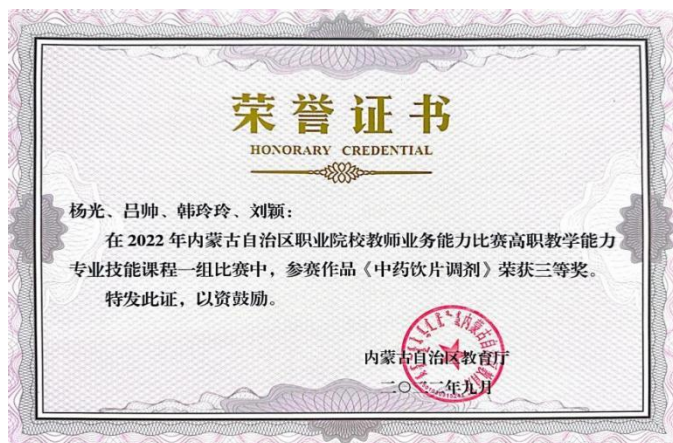 荣誉证书
HONORARY CREDENTIAL
杨光、吕帅、韩玲玲、刘颖：
在 2022 年内蒙古自治区职业院校教师业务能力比赛高职教学能力
专业技能课程一组比赛中，参赛作品《中药饮片调剂》荣获三等奖。
特发此证，以资鼓励。
内蒙古自治区教育厅
二〇二二年九月